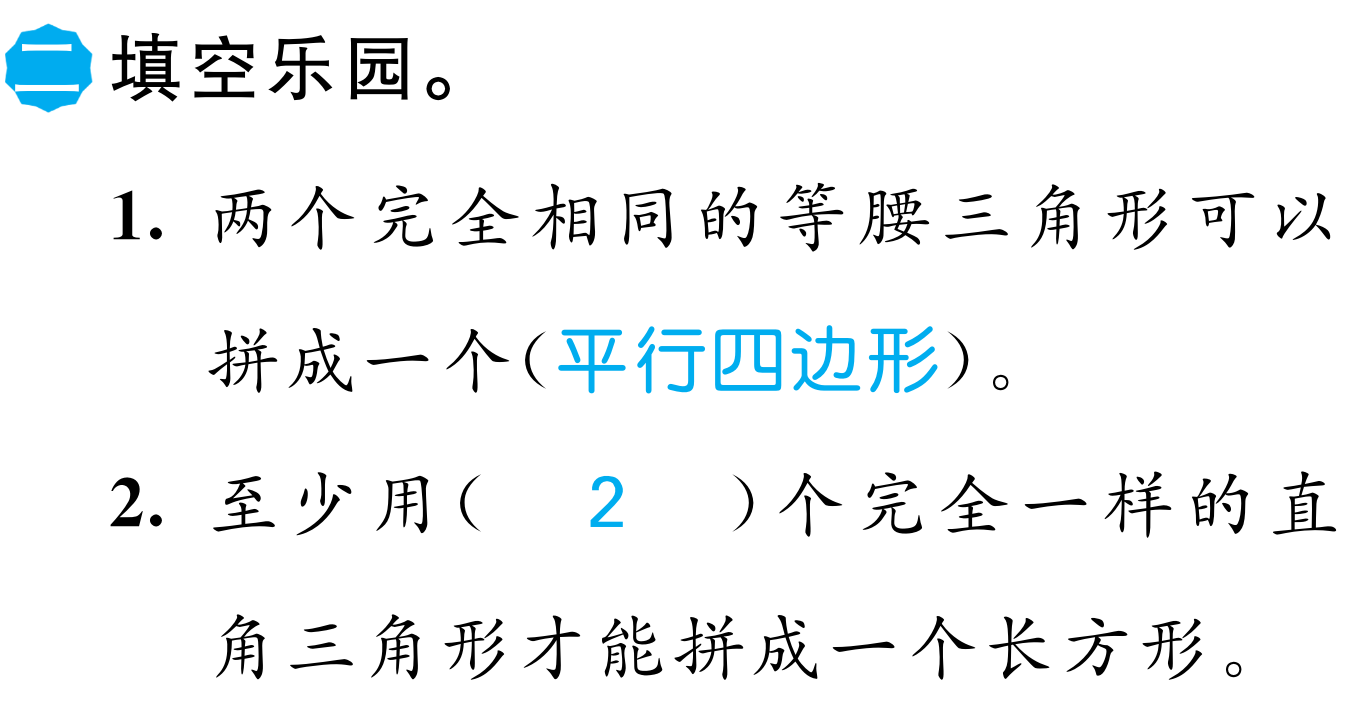 二 填空乐园。
1. 两个完全相同的等腰三角形可以
拼成一个(平行四边形)。
2. 至少用( 2 )个完全一样的直
角三角形才能拼成一个长方形。